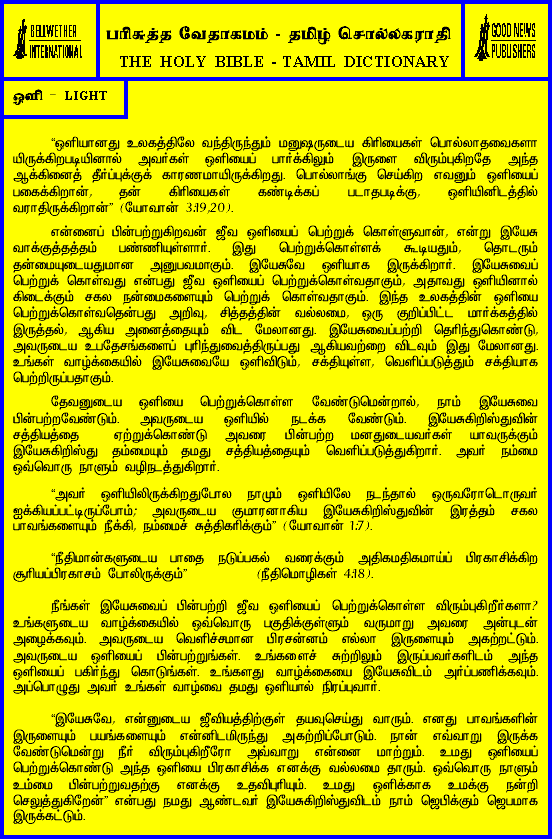 BELLWETHER
INTERNATIONAL
பரிசுத்த வேதாகமம் - தமிழ் சொல்லகராதி
THE HOLY BIBLE - TAMIL DICTIONARY
GOOD NEWS
PUBLISHERS
ஒளி - LIGHT
“ஒளியானது உலகத்திலே வந்திருந்தும் மனுஷருடைய கிரியைகள் பொல்லாதவைகளா
யிருக்கிறபடியினால் அவர்கள் ஒளியைப் பார்க்கிலும் இருளை விரும்புகிறதே அந்த
ஆக்கினைத் தீர்ப்புக்குக் காரணமாயிருக்கிறது. பொல்லாங்கு செய்கிற எவனும் ஒளியைப்
பகைக்கிறான், தன் கிரியைகள் கண்டிக்கப் படாதபடிக்கு, ஒளியினிடத்தில்
வராதிருக்கிறான்” (யோவான் 3:19,20).
என்னைப் பின்பற்றுகிறவன் ஜீவ ஒளியைப் பெற்றுக் கொள்ளுவான், என்று இயேசு
வாக்குத்தத்தம் பண்ணியுள்ளார். இது பெற்றுக்கொள்ளக் கூடியதும், தொடரும்
தன்மையுடையதுமான அனுபவமாகும். இயேசுவே ஒளியாக இருக்கிறார். இயேசுவைப்
பெற்றுக் கொள்வது என்பது ஜீவ ஒளியைப் பெற்றுக்கொள்வதாகும், அதாவது ஒளியினால்
கிடைக்கும் சகல நன்மைகளையும் பெற்றுக் கொள்வதாகும். இந்த உலகத்தின் ஒளியை
பெற்றுக்கொள்வதென்பது அறிவு, சித்தத்தின் வல்லமை, ஒரு குறிப்பிட்ட மார்க்கத்தில்
இருத்தல், ஆகிய அனைத்தையும் விட மேலானது. இயேசுவைப்பற்றி தெரிந்துகொண்டு,
அவருடைய உபதேசங்களைப் புரிந்துவைத்திருப்பது ஆகியவற்றை விடவும் இது மேலானது.
உங்கள் வாழ்க்கையில் இயேசுவையே ஒளிவிடும், சக்தியுள்ள, வெளிப்படுத்தும் சக்தியாக
பெற்றிருப்பதாகும்.
தேவனுடைய ஒளியை பெற்றுக்கொள்ள வேண்டுமென்றால், நாம் இயேசுவை
பின்பற்றவேண்டும். அவருடைய ஒளியில் நடக்க வேண்டும். இயேசுகிறிஸ்துவின்
சத்தியத்தை ஏற்றுக்கொண்டு அவரை பின்பற்ற மனதுடையவர்கள் யாவருக்கும்
இயேசுகிறிஸ்து தம்மையும் தமது சத்தியத்தையும் வெளிப்படுத்துகிறார். அவர் நம்மை
ஒவ்வொரு நாளும் வழிநடத்துகிறார்.
“அவர் ஒளியிலிருக்கிறதுபோல நாமும் ஒளியிலே நடந்தால் ஒருவரோடொருவர்
ஐக்கியப்பட்டிருப்போம்; அவருடைய குமாரனாகிய இயேசுகிறிஸ்துவின் இரத்தம் சகல
பாவங்களையும் நீக்கி, நம்மைச் சுத்திகரிக்கும்” ( யோவான் 1:7).
“நீதிமான்களுடைய பாதை நடுப்பகல் வரைக்கும் அதிகமதிகமாய்ப் பிரகாசிக்கிற
சூரியப்பிரகாசம் போலிருக்கும்” (நீதிமொழிகள் 4:18).
நீங்கள் இயேசுவைப் பின்பற்றி ஜீவ ஒளியைப் பெற்றுக்கொள்ள விரும்புகிறீர்களா?
உங்களுடைய வாழ்க்கையில் ஒவ்வொரு பகுதிக்குள்ளும் வருமாறு அவரை அன்புடன்
அழைக்கவும். அவருடைய வெளிச்சமான பிரசன்னம் எல்லா இருளையும் அகற்றட்டும்.
அவருடைய ஒளியைப் பின்பற்றுங்கள். உங்களைச் சுற்றிலும் இருப்பவர்களிடம் அந்த
ஒளியைப் பகிர்ந்து கொடுங்கள். உங்களது வாழ்க்கையை இயேசுவிடம் அர்ப்பணிக்கவும்.
அப்பொழுது அவர் உங்கள் வாழ்வை தமது ஒளியால் நிரப்புவார்.
“இயேசுவே, என்னுடைய ஜீவியத்திற்குள் தயவுசெய்து வாரும். எனது பாவங்களின்
இருளையும் பயங்களையும் என்னிடமிருந்து அகற்றிப்போடும். நான் எவ்வாறு இருக்க
வேண்டுமென்று நீர் விரும்புகிறீரோ அவ்வாறு என்னை மாற்றும். உமது ஒளியைப்
பெற்றுக்கொண்டு அந்த ஒளியை பிரகாசிக்க எனக்கு வல்லமை தாரும். ஒவ்வொரு நாளும்
உம்மை பின்பற்றுவதற்கு எனக்கு உதவிபுரியும். உமது ஒளிக்காக உமக்கு நன்றி
செலுத்துகிறேன்” என்பது நமது ஆண்டவர் இயேசுகிறிஸ்துவிடம் நாம் ஜெபிக்கும் ஜெபமாக
இருக்கட்டும்.